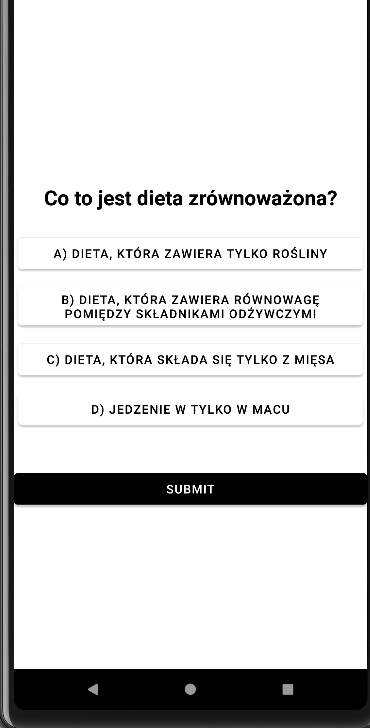 Co to jest dieta zrównoważona?
A) DIETA, KTÓRA ZAWIERA TYLKO ROŚLINY
B) DIETA, KTÓRA ZAWIERA RÓWNOWAGĘ
POMIĘDZY SKŁADNIKAMI ODŻYWCZYMI
C) DIETA, KTÓRA SKŁADA SIĘ TYLKO Z MIĘSA
D) JEDZENIE W TYLKO W MACU
SUBMIT